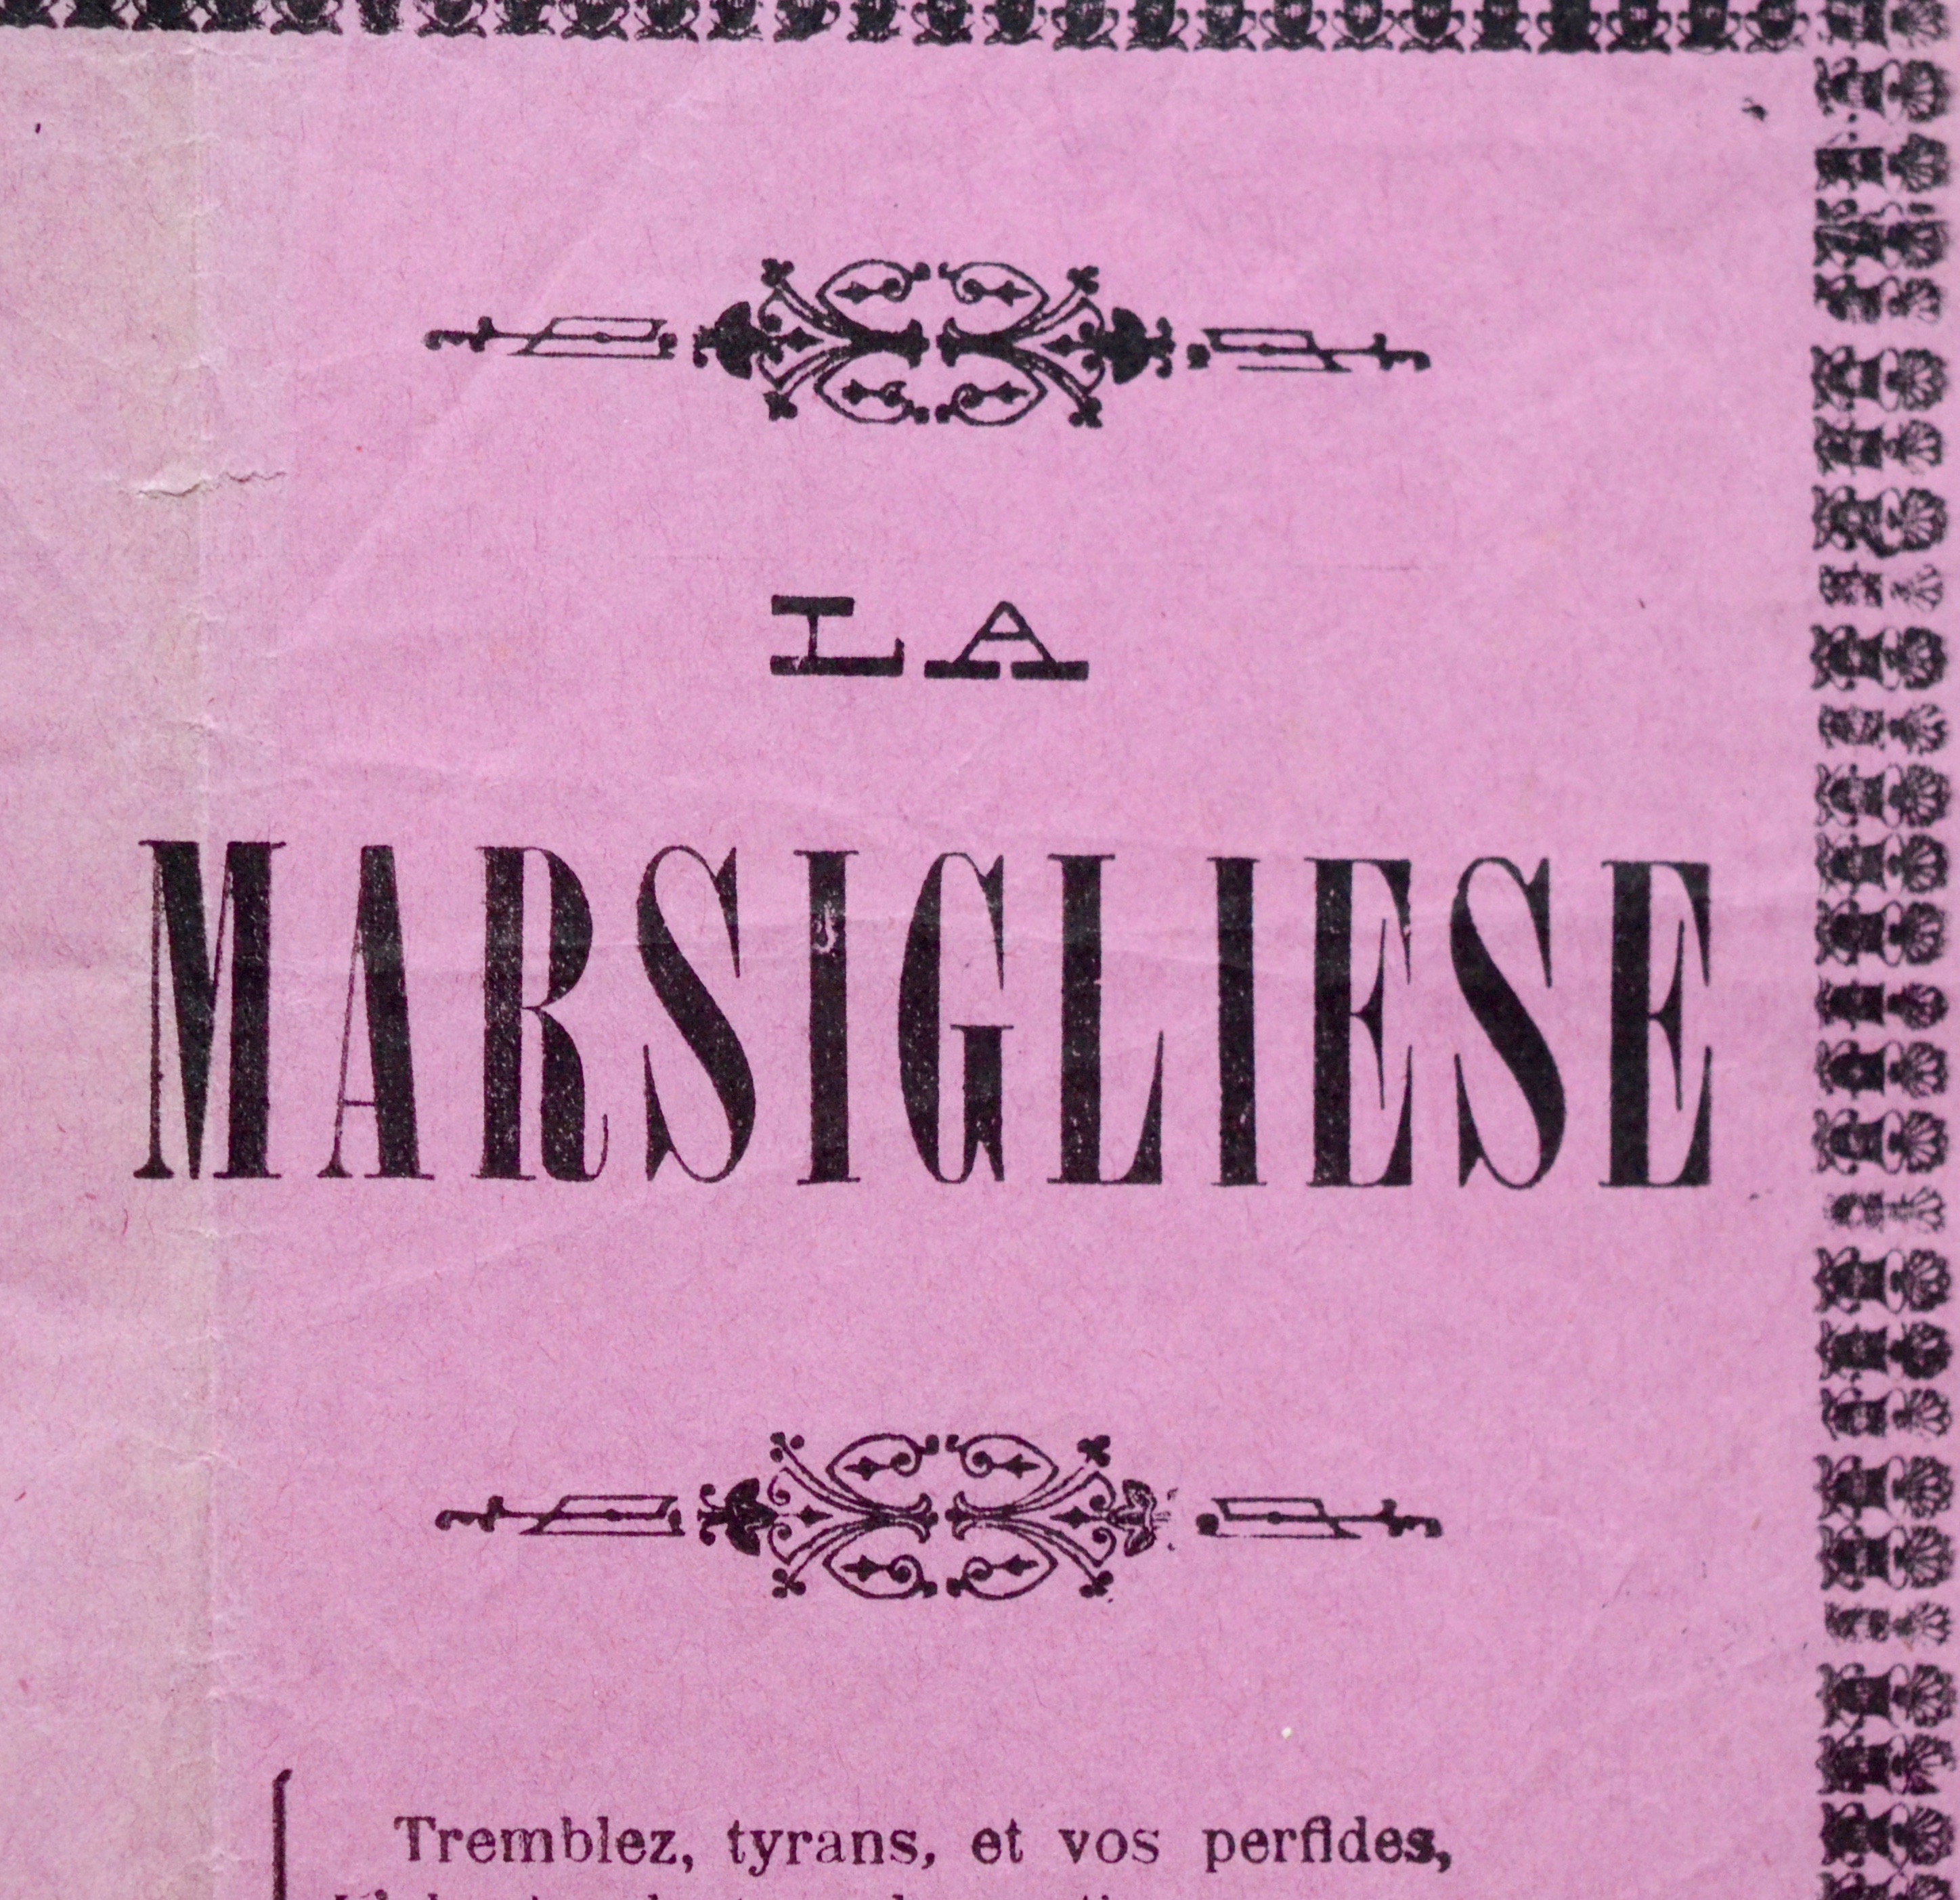 LA
MARSIGLIESE
Tremblez, tyrans, et vos perfides,